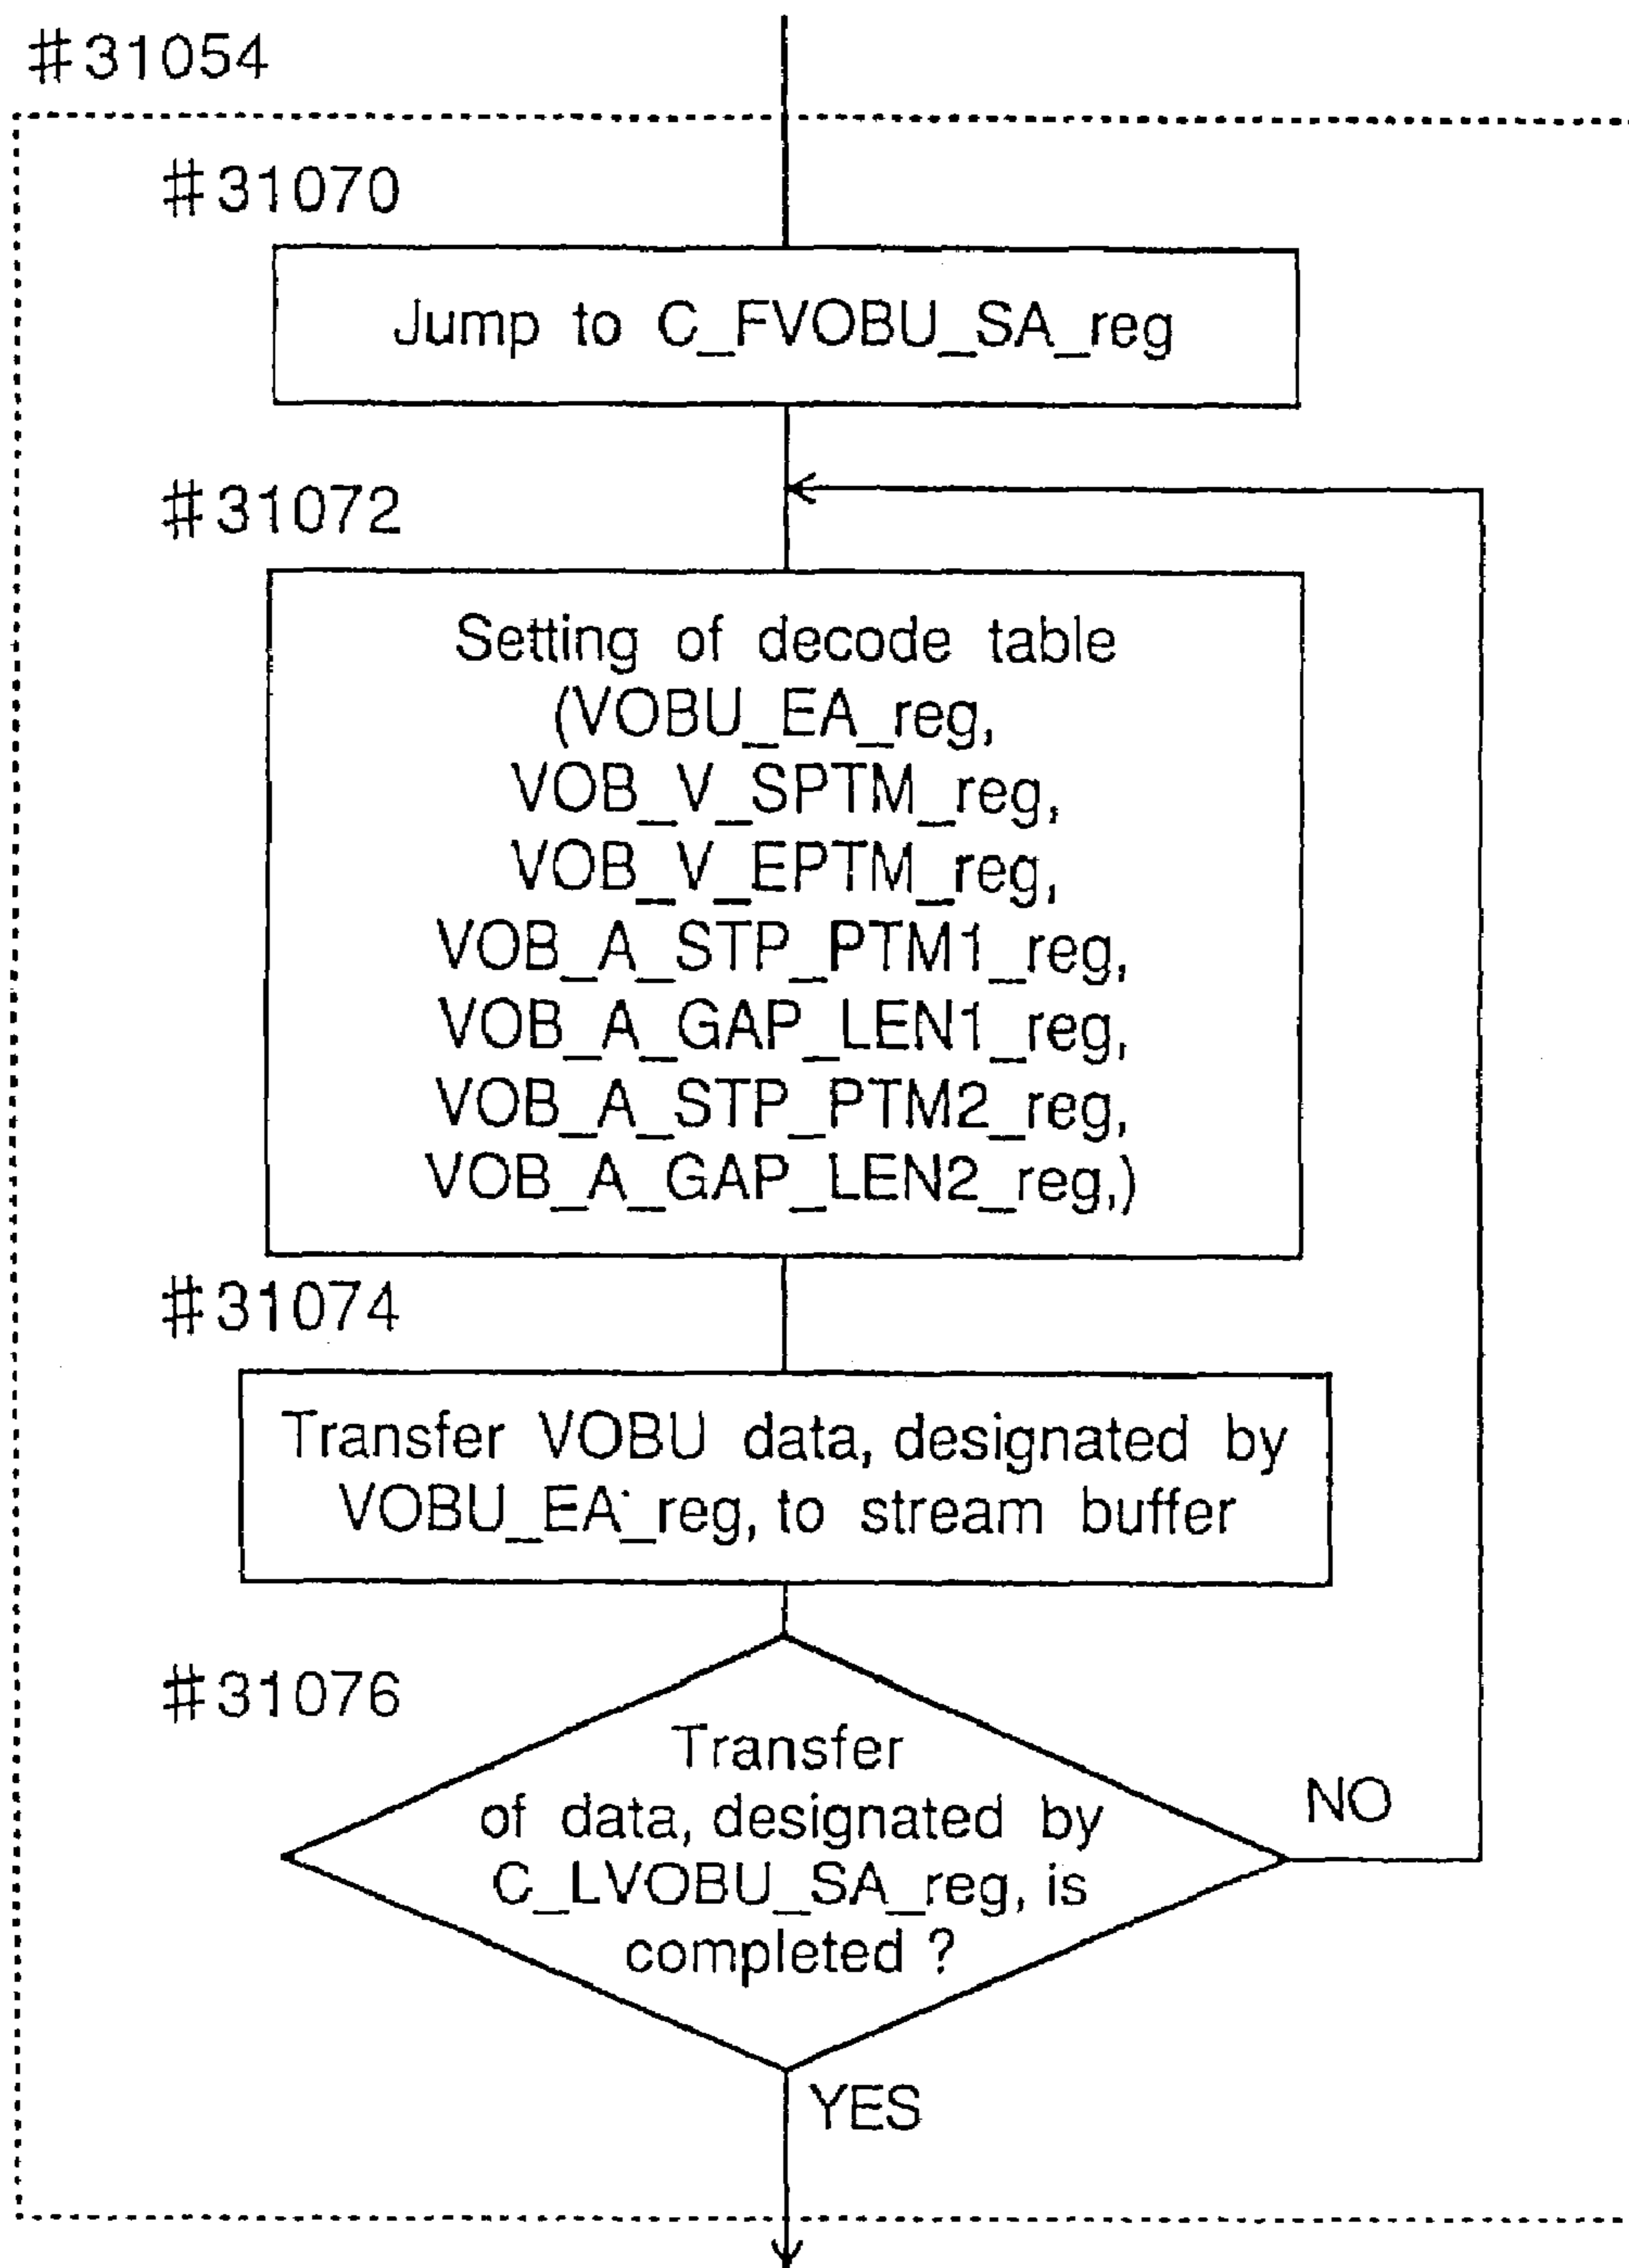 #31054
#31070
Jump to C_FVOBU_SA_reg
#31072
Setting of decode table
(VOBU_EA_reg,
VOB_V_SPTM_reg,
VOB_V_EPTM_reg,
VOB_A_STP_PTM1_reg,
VOB_A_GAP_LEN1_reg,
VOB_A_STP_PTM2_reg,
VOB_A_GAP_LEN2_reg,)
#31074
Transfer VOBU data, designated by
VOBU_EA_reg, to stream buffer
#31076
Transfer
of data, designated by
C_LVOBU_SA_reg, is
completed ?
NO
YES